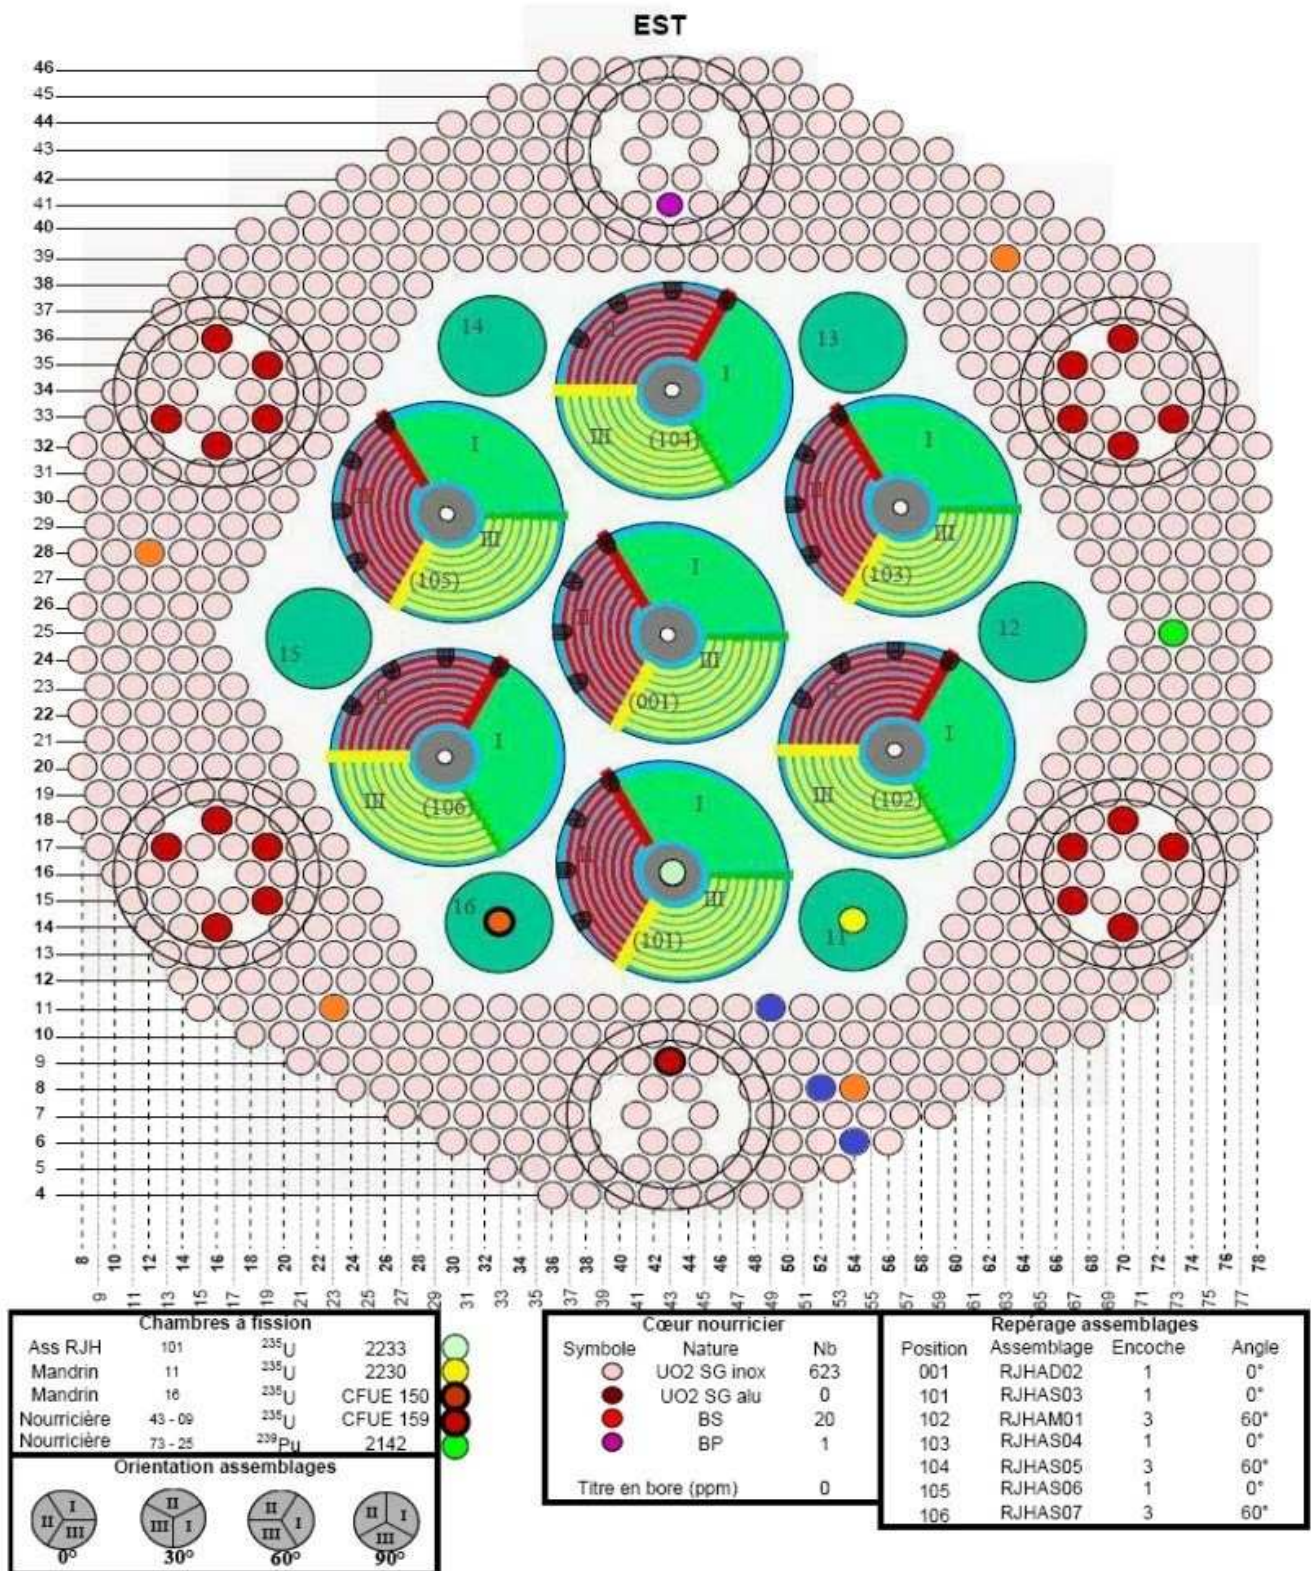 EST
46
45
44
43
42
41
40
39
38
37
36
35
34
33
32
31
30
29
28
27
26
25
24
23
22
21
20
19
18
17
16
15
14
13
12
11
10
9
8
7
6
5
4
14
13
II
I
III
(104)
I
II
III
(105)
I
II
III
(103)
I
II
III
(001)
15
12
II
I
III
(106)
II
I
III
(102)
I
II
III
(101)
16
11
8 10 12 14 16 18 20 22 24 26 28 30 32 34 36 38 40 42 44 46 48 50 52 54 56 58 60 62 64 66 68 70 72 74 76 78
9 11 13 15 17 19 21 23 25 27 29 31 33 35 37 39 41 43 45 47 49 51 53 55 57 59 61 63 65 67 69 71 73 75 77
Chambres à fission
Ass RJH 101 ²³⁵U 2233
Mandrin 11 ²³⁵U 2230
Mandrin 16 ²³⁵U CFUE 150
Nourricière 43 - 09 ²³⁵U CFUE 159
Nourricière 73 - 25 ²³⁹Pu 2142
Orientation assemblages
I II III
II III I
II I III
II I III
0° 30° 60° 90°
Cœur nourricier
Symbole Nature Nb
UO2 SG inox 623
UO2 SG alu 0
BS 20
BP 1
Titre en bore (ppm) 0
Repérage assemblages
Position Assemblage Encoche Angle
001 RJHAD02 1 0°
101 RJHAS03 1 0°
102 RJHAM01 3 60°
103 RJHAS04 1 0°
104 RJHAS05 3 60°
105 RJHAS06 1 0°
106 RJHAS07 3 60°